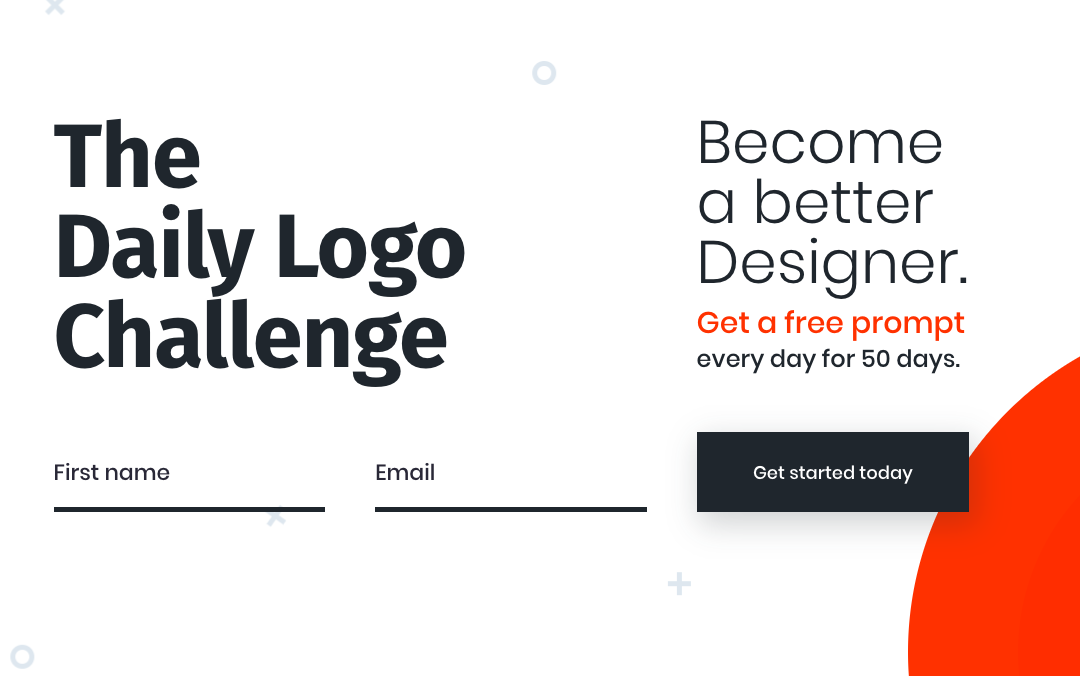 The
Daily Logo
Challenge
Become
a better
Designer.
Get a free prompt
every day for 50 days.
First name
Email
Get started today